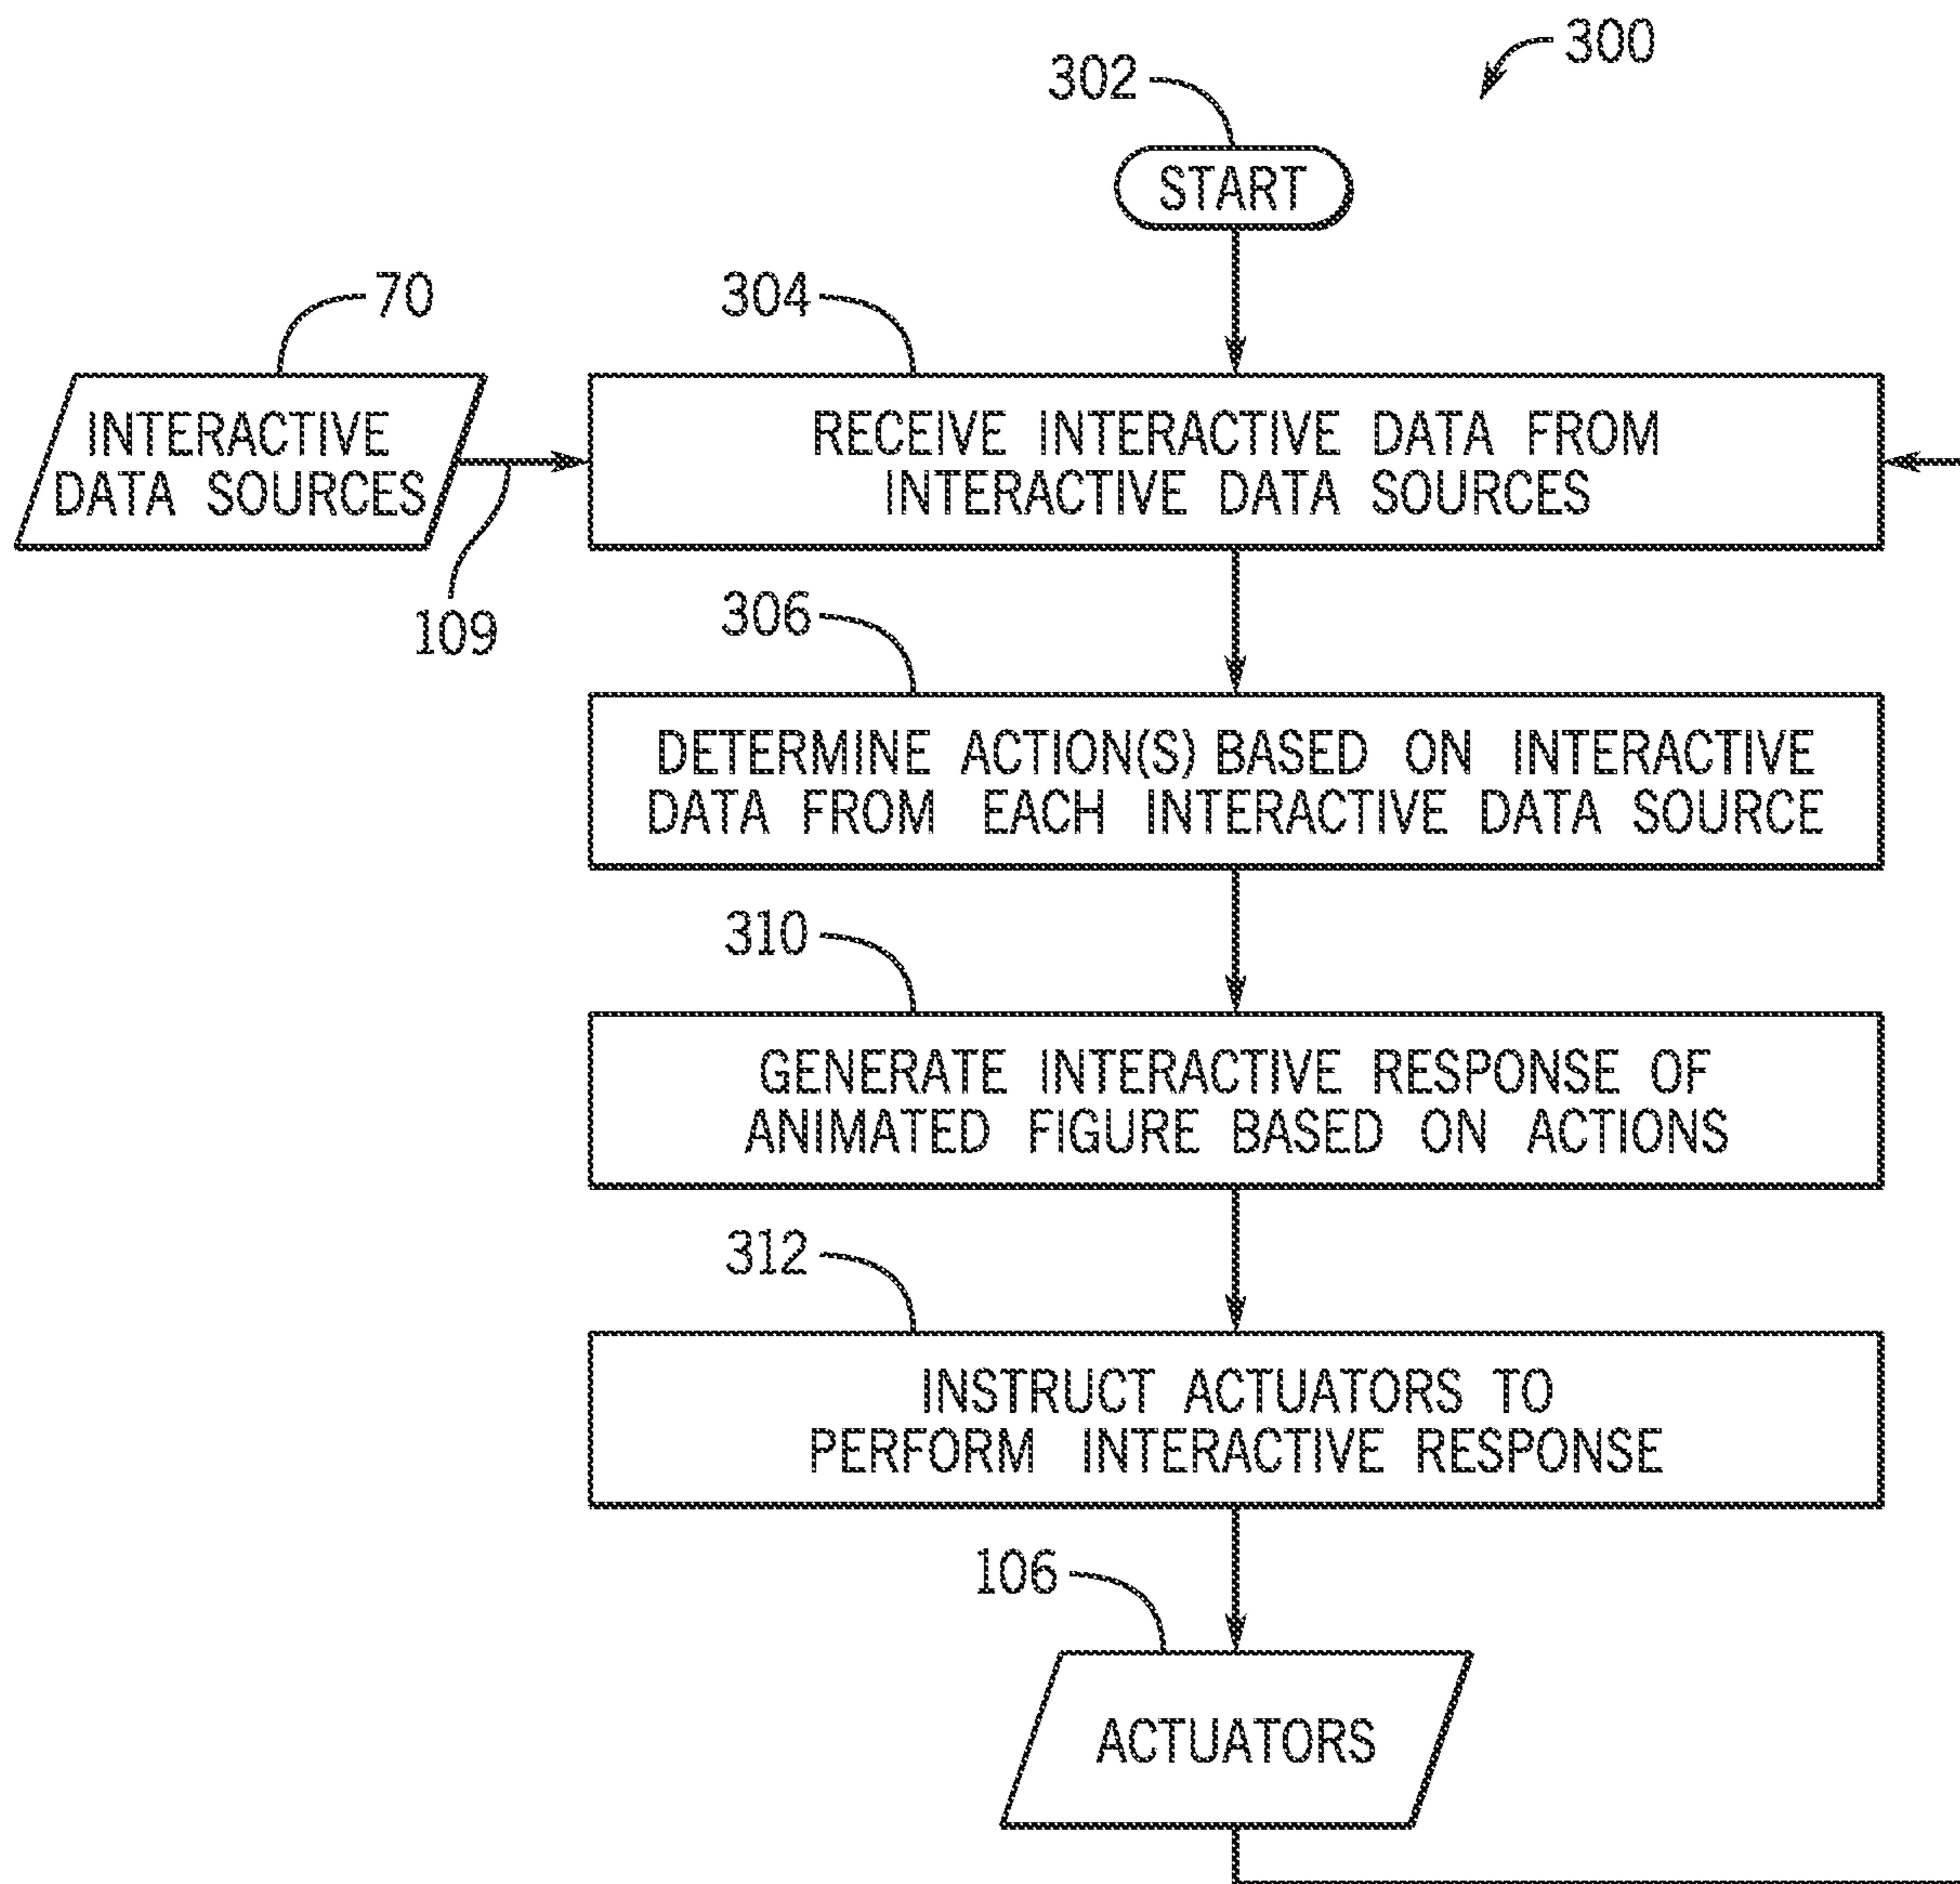 300
302
START
70
304
INTERACTIVE
DATA SOURCES
RECEIVE INTERACTIVE DATA FROM
INTERACTIVE DATA SOURCES
109
306
DETERMINE ACTION(S) BASED ON INTERACTIVE
DATA FROM EACH INTERACTIVE DATA SOURCE
310
GENERATE INTERACTIVE RESPONSE OF
ANIMATED FIGURE BASED ON ACTIONS
312
INSTRUCT ACTUATORS TO
PERFORM INTERACTIVE RESPONSE
106
ACTUATORS